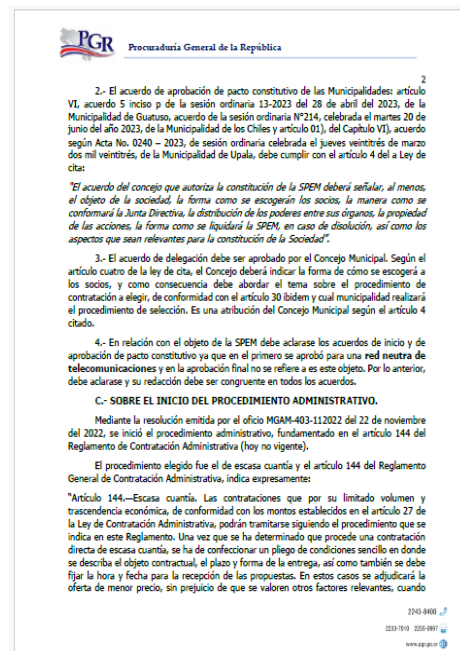 PGR Procuraduría General de la República
2
2.- El acuerdo de aprobación de pacto constitutivo de las Municipalidades: artículo
VI, acuerdo 5 inciso p de la sesión ordinaria 13-2023 del 28 de abril del 2023, de la
Municipalidad de Guatuso, acuerdo de la sesión ordinaria N°214, celebrada el martes 20 de
junio del año 2023, de la Municipalidad de los Chiles y artículo 01), del Capítulo VI), acuerdo
según Acta No. 0240 – 2023, de sesión ordinaria celebrada el jueves veintitrés de marzo
dos mil veintitrés, de la Municipalidad de Upala, debe cumplir con el artículo 4 del a Ley de
cita:
"El acuerdo del concejo que autoriza la constitución de la SPEM deberá señalar, al menos,
el objeto de la sociedad, la forma como se escogerán los socios, la manera como se
conformará la Junta Directiva, la distribución de los poderes entre sus órganos, la propiedad
de las acciones, la forma como se liquidará la SPEM, en caso de disolución, así como los
aspectos que sean relevantes para la constitución de la Sociedad".
3.- El acuerdo de delegación debe ser aprobado por el Concejo Municipal. Según el
artículo cuatro de la ley de cita, el Concejo deberá indicar la forma de cómo se escogerá a
los socios, y como consecuencia debe abordar el tema sobre el procedimiento de
contratación a elegir, de conformidad con el artículo 30 ibidem y cual municipalidad realizará
el procedimiento de selección. Es una atribución del Concejo Municipal según el artículo 4
citado.
4.- En relación con el objeto de la SPEM debe aclarase los acuerdos de inicio y de
aprobación de pacto constitutivo ya que en el primero se aprobó para una red neutra de
telecomunicaciones y en la aprobación final no se refiere a es este objeto. Por lo anterior,
debe aclarase y su redacción debe ser congruente en todos los acuerdos.
C.- SOBRE EL INICIO DEL PROCEDIMIENTO ADMINISTRATIVO.
Mediante la resolución emitida por el oficio MGAM-403-112022 del 22 de noviembre
del 2022, se inició el procedimiento administrativo, fundamentado en el artículo 144 del
Reglamento de Contratación Administrativa (hoy no vigente).
El procedimiento elegido fue el de escasa cuantía y el artículo 144 del Reglamento
General de Contratación Administrativa, indica expresamente:
"Artículo 144.—Escasa cuantía. Las contrataciones que por su limitado volumen y
trascendencia económica, de conformidad con los montos establecidos en el artículo 27 de
la Ley de Contratación Administrativa, podrán tramitarse siguiendo el procedimiento que se
indica en este Reglamento. Una vez que se ha determinado que procede una contratación
directa de escasa cuantía, se ha de confeccionar un pliego de condiciones sencillo en donde
se describa el objeto contractual, el plazo y forma de la entrega, así como también se debe
fijar la hora y fecha para la recepción de las propuestas. En estos casos se adjudicará la
oferta de menor precio, sin prejuicio de que se valoren otros factores relevantes, cuando
2243-8400
2233-7010 2255-0997
www.pgr.go.cr